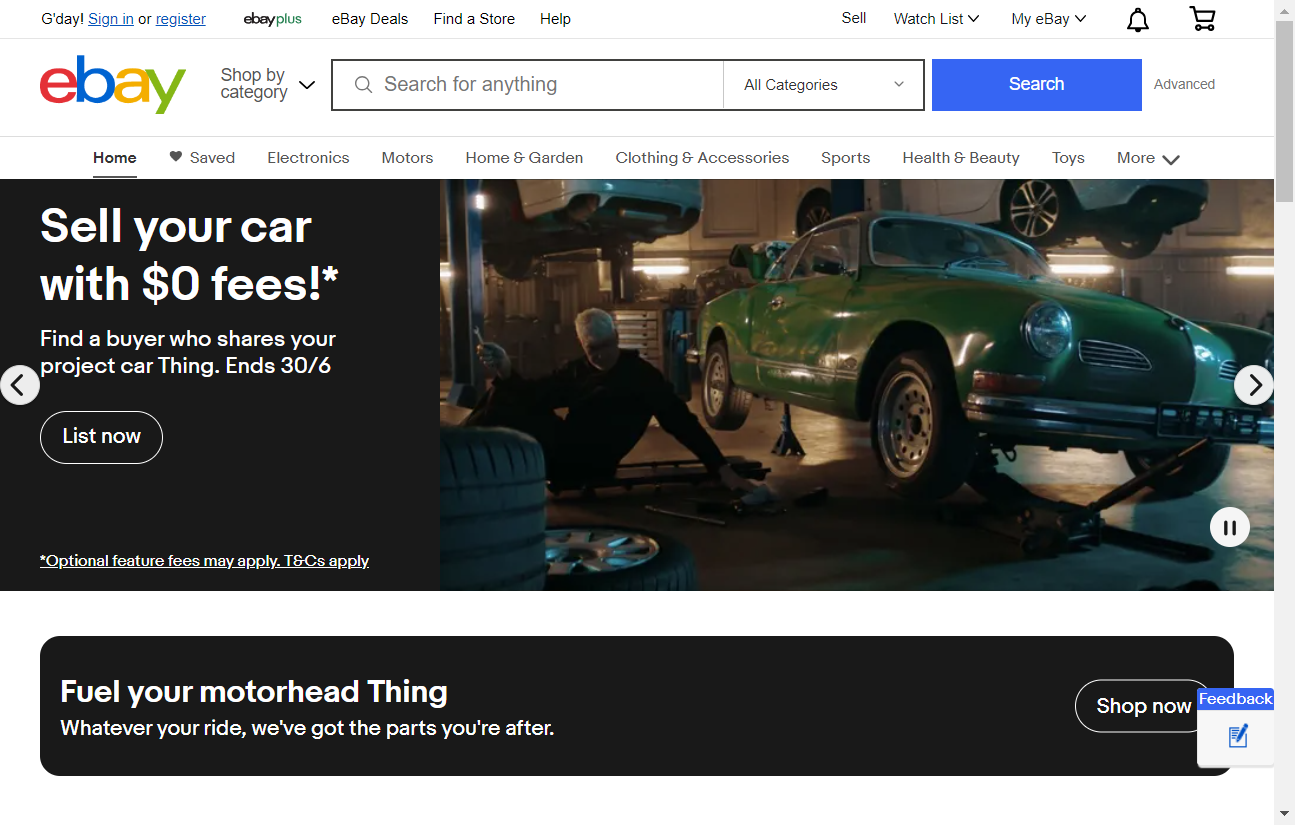 G'day! Sign in or register
ebayplus
eBay Deals
Find a Store
Help
Sell
Watch List
My eBay
ebay
Shop by
category
Search for anything
All Categories
Search
Advanced
Home
Saved
Electronics
Motors
Home & Garden
Clothing & Accessories
Sports
Health & Beauty
Toys
More
Sell your car
with $0 fees!*
Find a buyer who shares your
project car Thing. Ends 30/6
List now
*Optional feature fees may apply. T&Cs apply
Fuel your motorhead Thing
Whatever your ride, we've got the parts you're after.
Shop now
Feedback